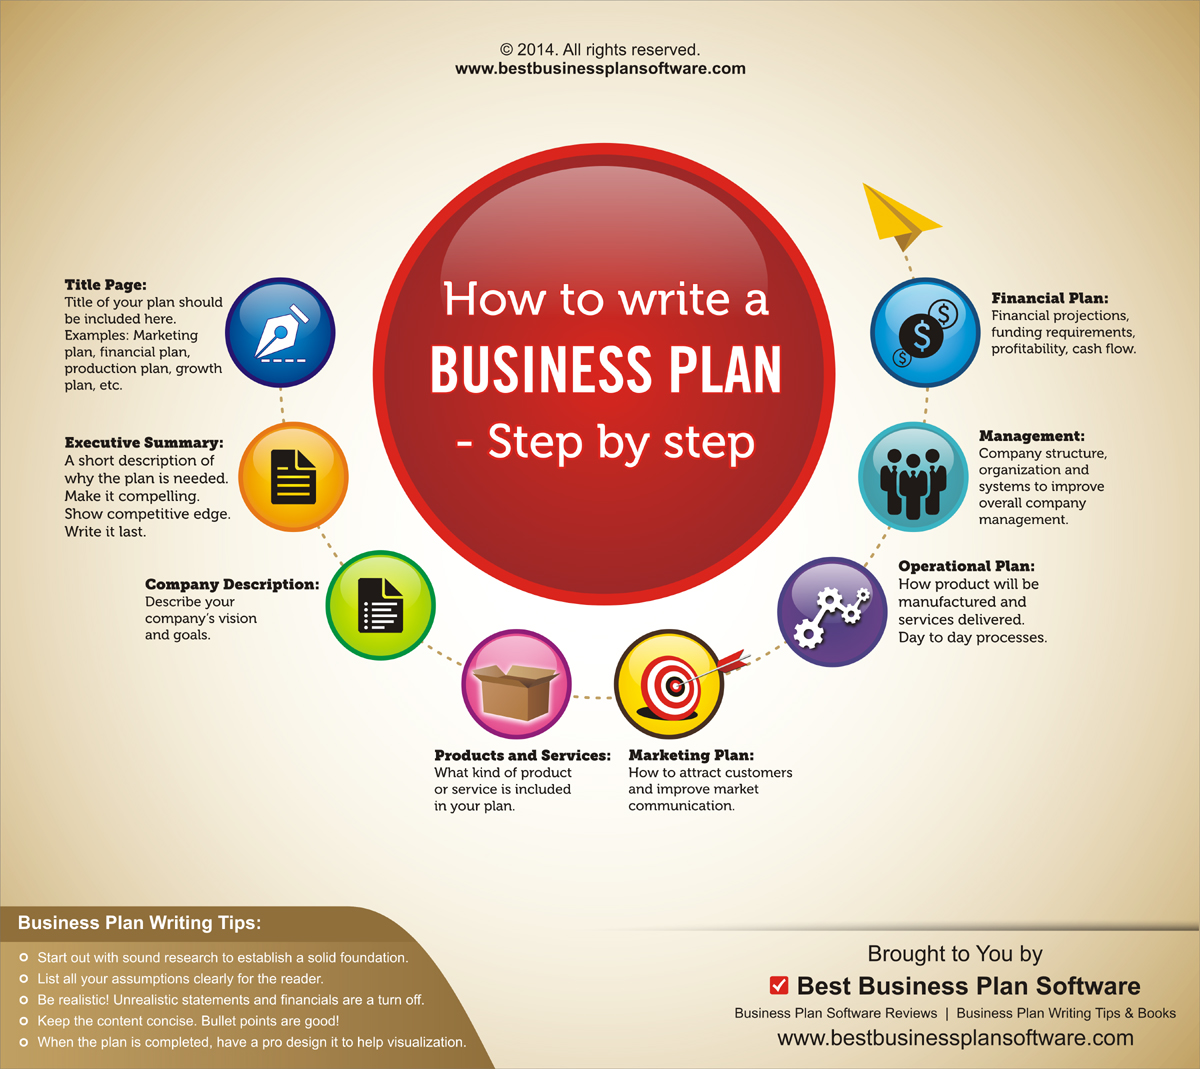 © 2014. All rights reserved.
www.bestbusinessplansoftware.com
How to write a
BUSINESS PLAN
- Step by step
Title Page:
Title of your plan should
be included here.
Examples: Marketing
plan, financial plan,
production plan, growth
plan, etc.
Executive Summary:
A short description of
why the plan is needed.
Make it compelling.
Show competitive edge.
Write it last.
Company Description:
Describe your
company's vision
and goals.
Products and Services:
What kind of product
or service is included
in your plan.
Marketing Plan:
How to attract customers
and improve market
communication.
Operational Plan:
How product will be
manufactured and
services delivered.
Day to day processes.
Management:
Company structure,
organization and
systems to improve
overall company
management.
$
$
$
Financial Plan:
Financial projections,
funding requirements,
profitability, cash flow.
Business Plan Writing Tips:
Start out with sound research to establish a solid foundation.
List all your assumptions clearly for the reader.
Be realistic! Unrealistic statements and financials are a turn off.
Keep the content concise. Bullet points are good!
When the plan is completed, have a pro design it to help visualization.
Brought to You by
Best Business Plan Software
Business Plan Software Reviews | Business Plan Writing Tips & Books
www.bestbusinessplansoftware.com